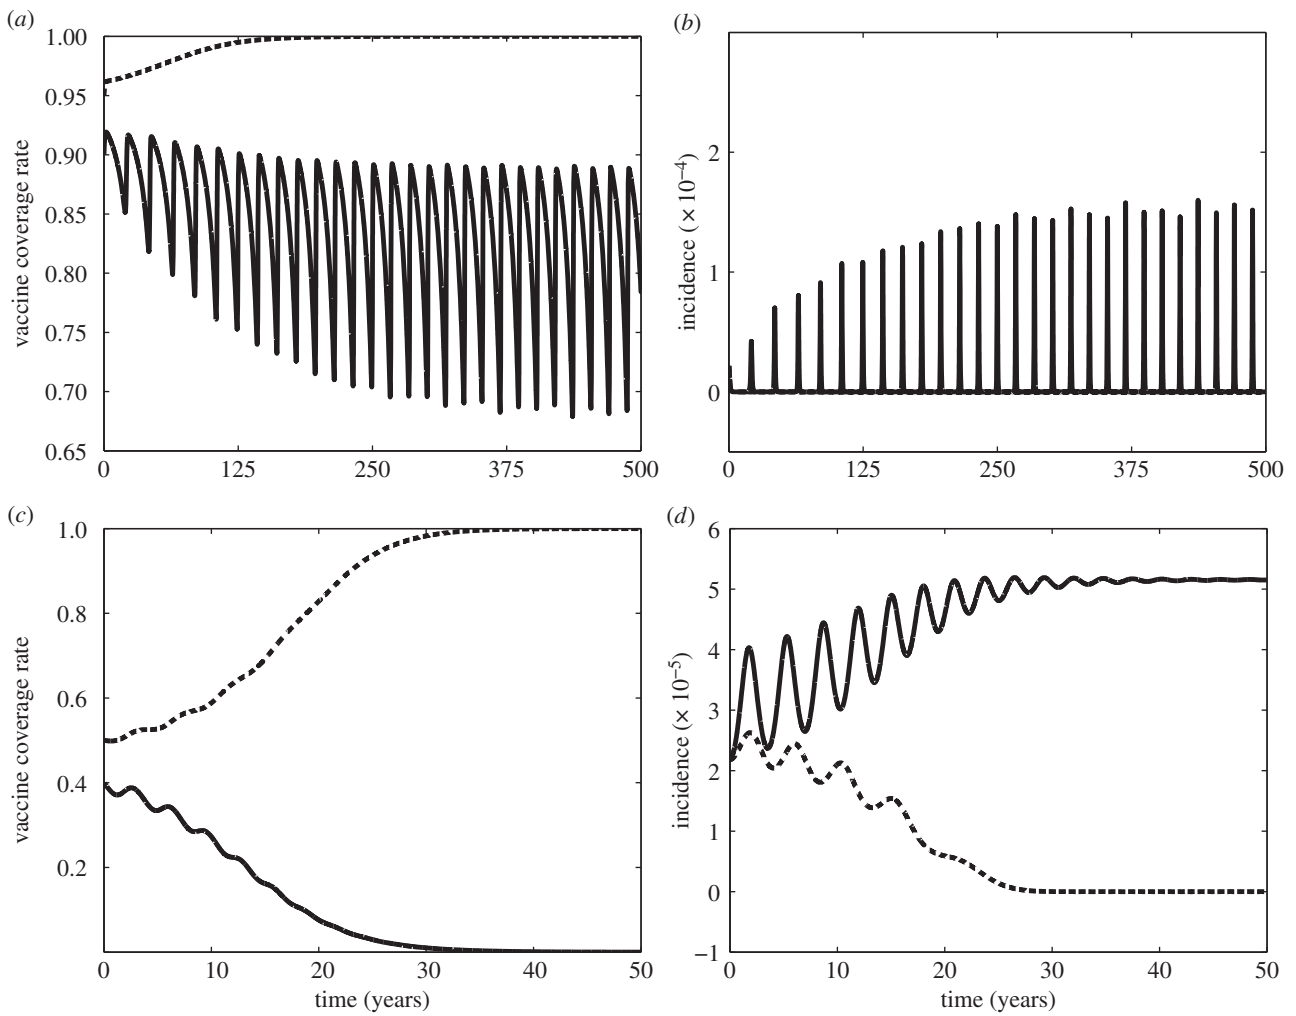 (a)
1.00
0.95
0.90
0.85
0.80
0.75
0.70
0.65
vaccine coverage rate
0 125 250 375 500
(b)
2
1
0
incidence (× 10−4)
0 125 250 375 500
(c)
1.0
0.8
0.6
0.4
0.2
vaccine coverage rate
0 10 20 30 40 50
time (years)
(d)
6
5
4
3
2
1
0
−1
incidence (× 10−5)
0 10 20 30 40 50
time (years)